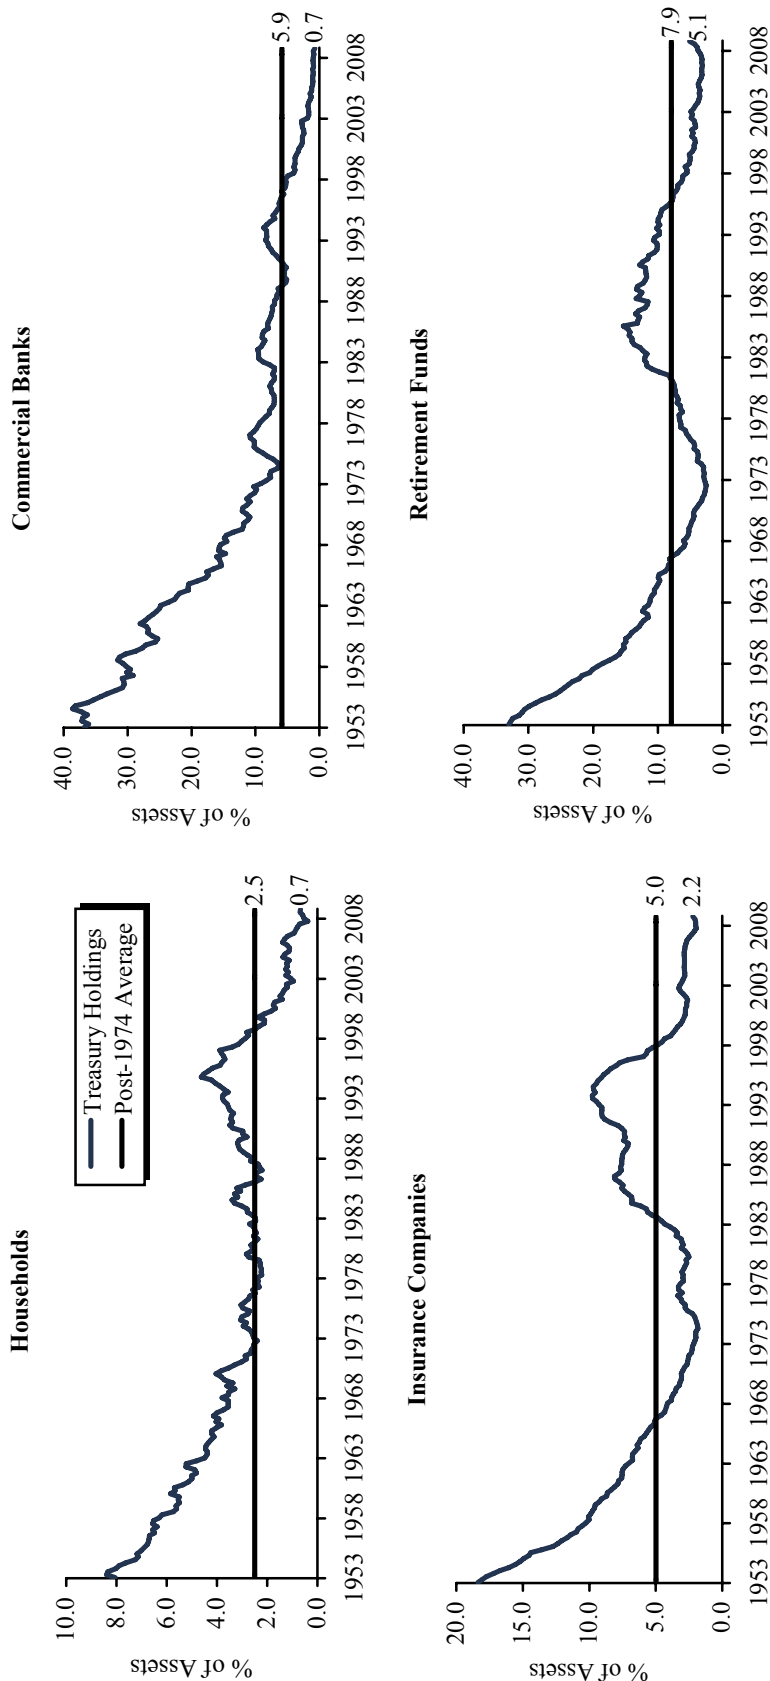 Households
% of Assets
10.0
8.0
6.0
4.0
2.0
0.0
Treasury Holdings
Post-1974 Average
2.5
0.7
1953 1958 1963 1968 1973 1978 1983 1988 1993 1998 2003 2008
Commercial Banks
% of Assets
40.0
30.0
20.0
10.0
0.0
5.9
0.7
1953 1958 1963 1968 1973 1978 1983 1988 1993 1998 2003 2008
Insurance Companies
% of Assets
20.0
15.0
10.0
5.0
0.0
5.0
2.2
1953 1958 1963 1968 1973 1978 1983 1988 1993 1998 2003 2008
Retirement Funds
% of Assets
40.0
30.0
20.0
10.0
0.0
7.9
5.1
1953 1958 1963 1968 1973 1978 1983 1988 1993 1998 2003 2008